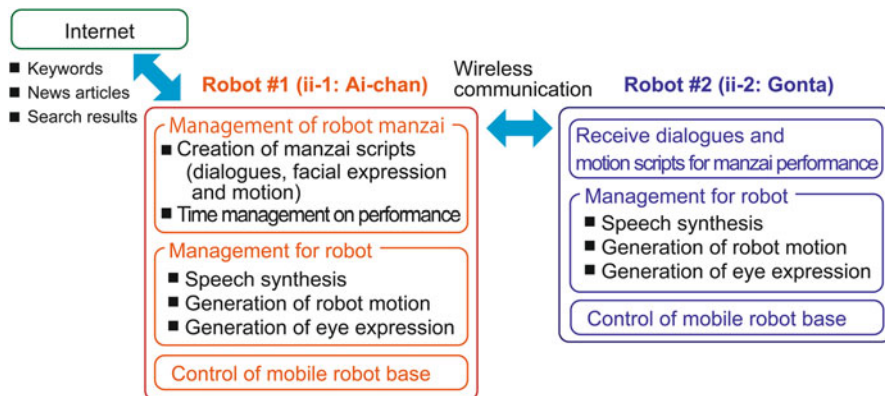 Internet
■ Keywords
■ News articles
■ Search results
Robot #1 (ii-1: Ai-chan)
Management of robot manzai
■ Creation of manzai scripts
(dialogues, facial expression
and motion)
■ Time management on performance
Management for robot
■ Speech synthesis
■ Generation of robot motion
■ Generation of eye expression
Control of mobile robot base
Wireless
communication
Robot #2 (ii-2: Gonta)
Receive dialogues and
motion scripts for manzai performance
Management for robot
■ Speech synthesis
■ Generation of robot motion
■ Generation of eye expression
Control of mobile robot base